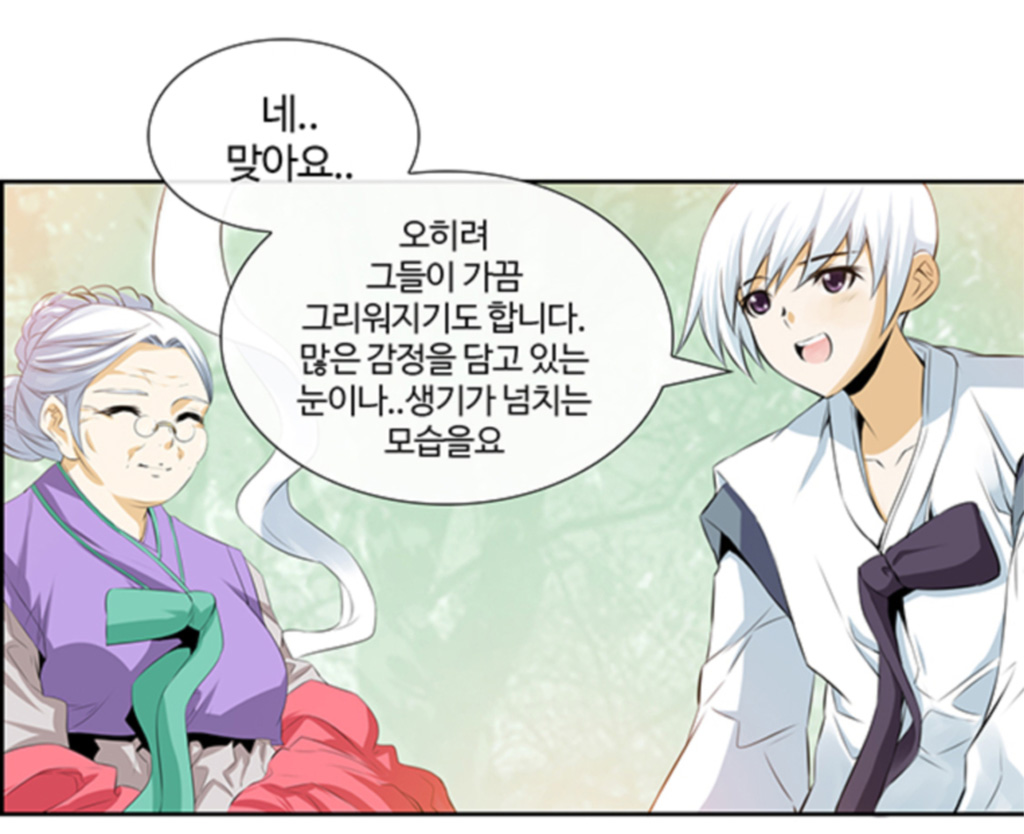 네..
맞아요..
오히려
그들이 가끔
그리워지기도 합니다.
많은 감정을 담고 있는
눈이나..생기가 넘치는
모습을요